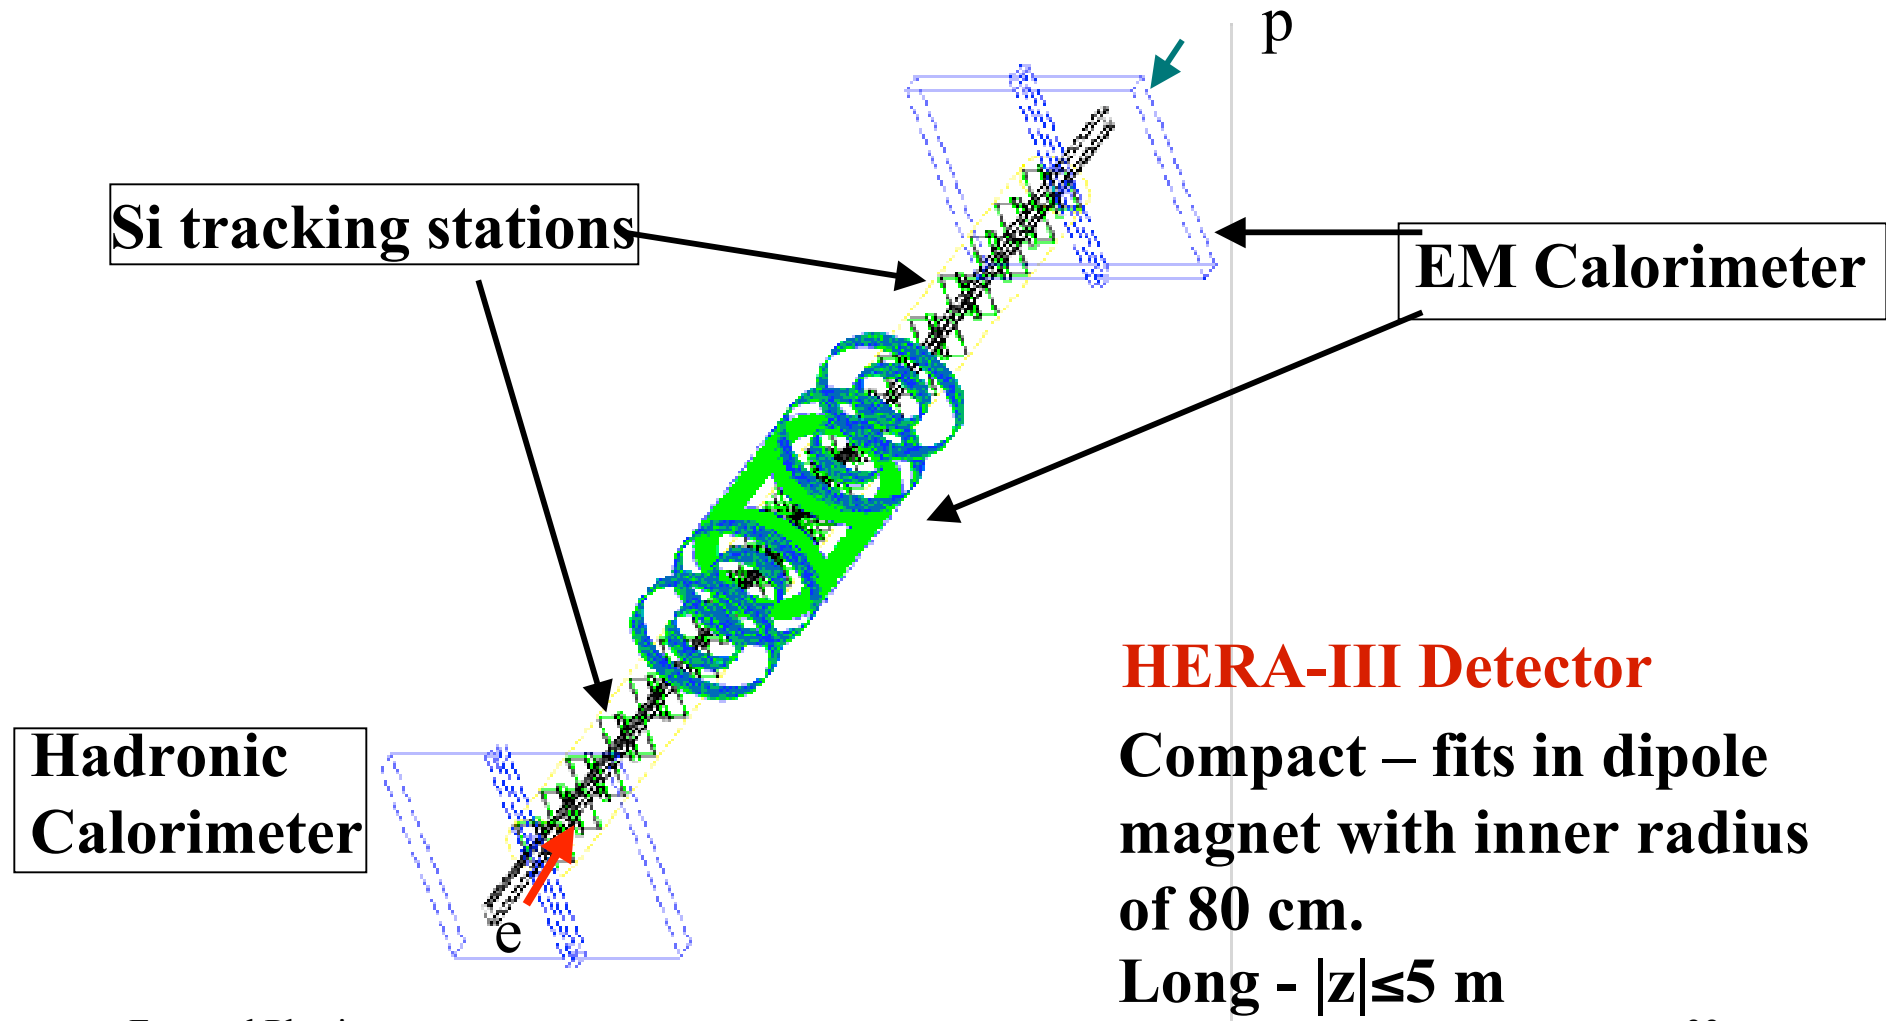 p
Si tracking stations
EM Calorimeter
HERA-III Detector
Hadronic
Calorimeter
Compact – fits in dipole
magnet with inner radius
of 80 cm.
e
Long - |z|≤5 m